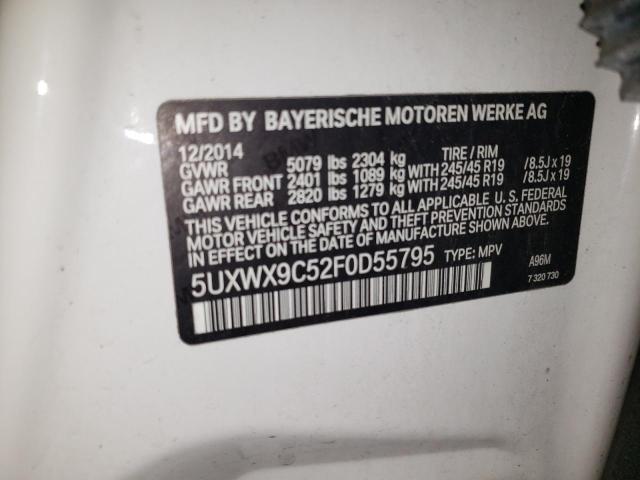 MFD BY BAYERISCHE MOTOREN WERKE AG
12/2014 TIRE / RIM
GVWR 5079 lbs 2304 kg
GAWR FRONT 2401 lbs 1089 kg WITH 245/45 R19 / 8.5J x 19
GAWR REAR 2820 lbs 1279 kg WITH 245/45 R19 / 8.5J x 19
THIS VEHICLE CONFORMS TO ALL APPLICABLE U. S. FEDERAL
MOTOR VEHICLE SAFETY AND THEFT PREVENTION STANDARDS
IN EFFECT ON THE DATE OF MANUFACTURE SHOWN ABOVE.
5UXWX9C52F0D55795 TYPE: MPV A96M
7 320 730